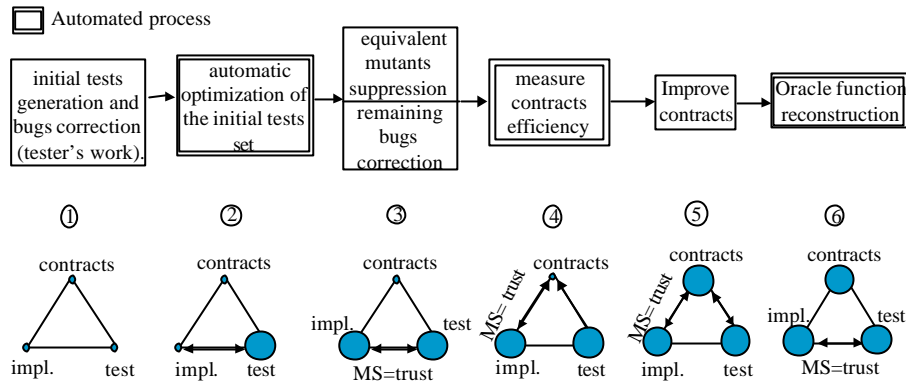 Automated process
initial tests
generation and
bugs correction
(tester's work).
automatic
optimization of
the initial tests
set
equivalent
mutants
suppression
remaining
bugs
correction
measure
contracts
efficiency
Improve
contracts
Oracle function
reconstruction
1
2
3
4
5
6
contracts
impl.
test
contracts
impl.
test
contracts
impl.
test
MS=trust
contracts
MS= trust
impl.
test
contracts
MS= trust
impl.
test
contracts
impl.
test
MS=trust